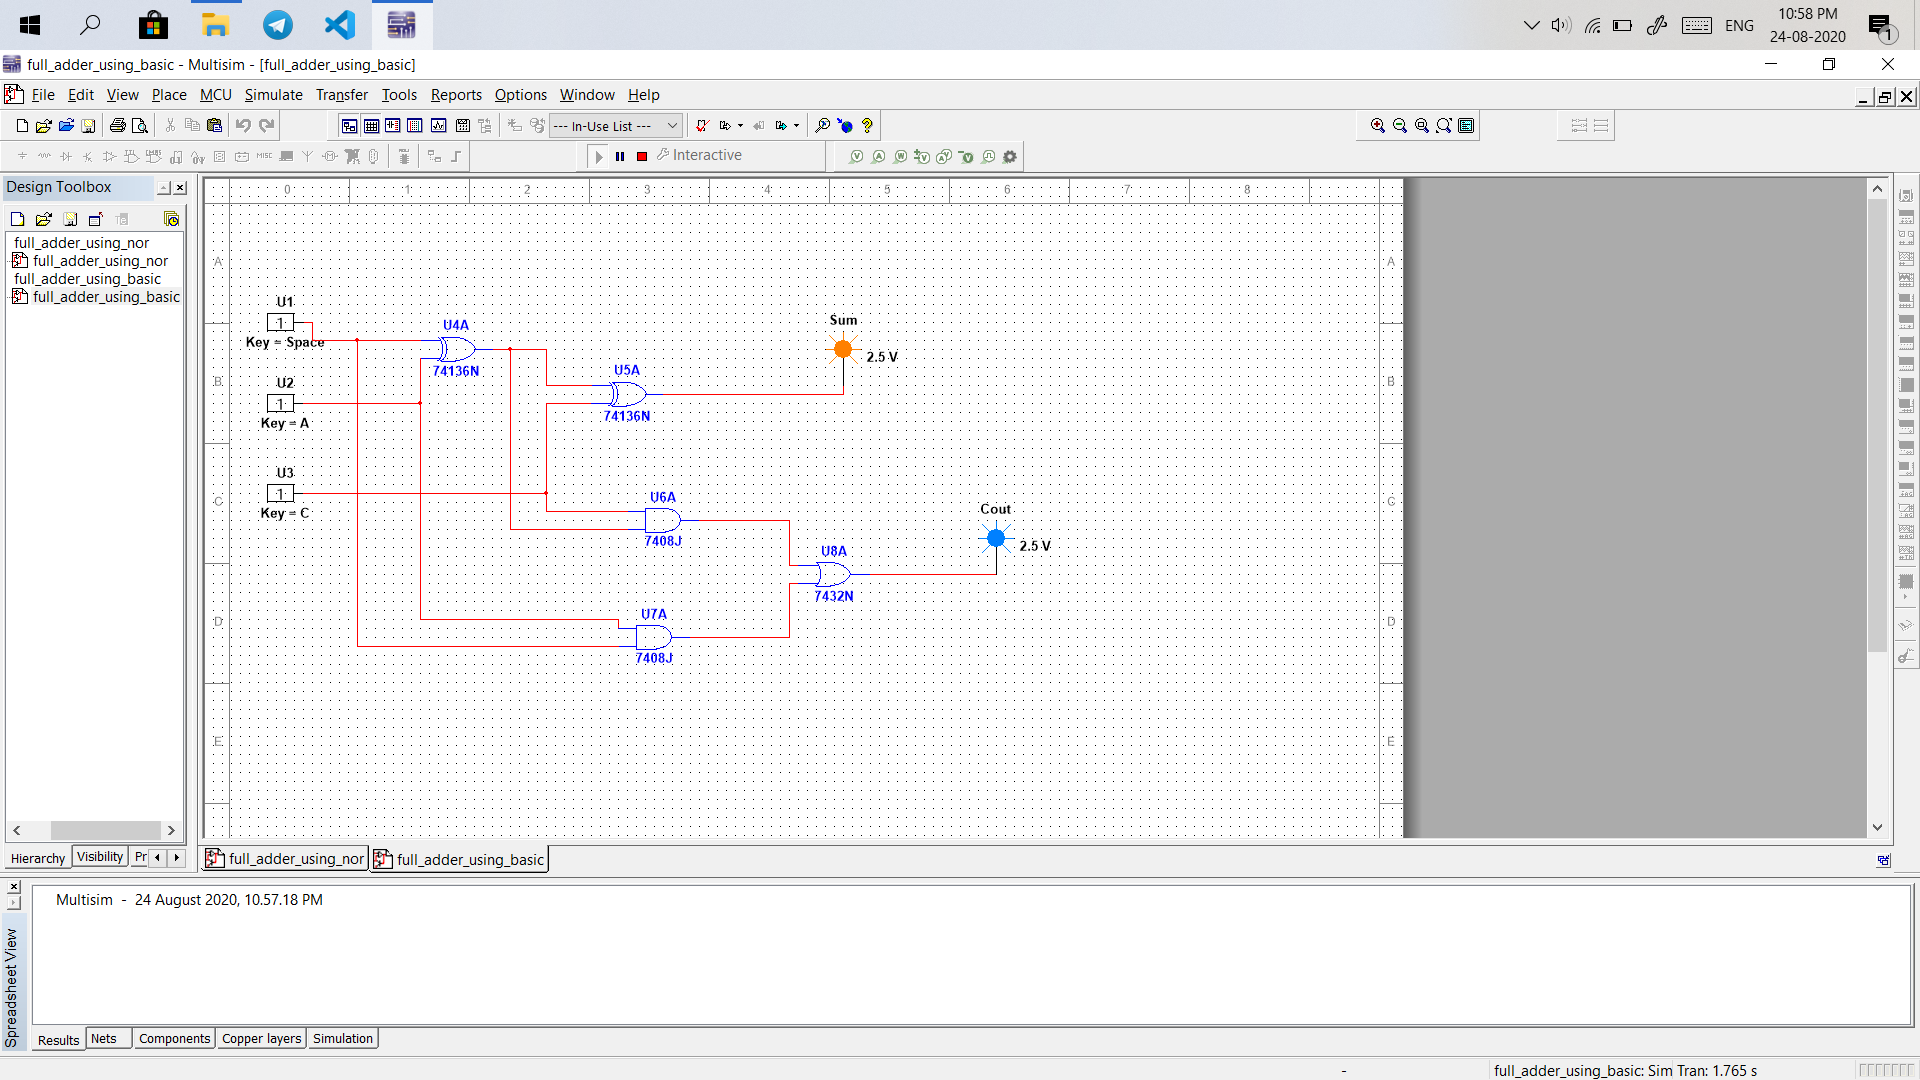 10:58 PM
ENG
24-08-2020
1
full_adder_using_basic - Multisim - [full_adder_using_basic]
File Edit View Place MCU Simulate Transfer Tools Reports Options Window Help
--- In-Use List ---
MISC
Interactive
Design Toolbox
full_adder_using_nor
full_adder_using_nor
full_adder_using_basic
full_adder_using_basic
Hierarchy Visibility Pr
0 1 2 3 4 5 6 7 8
A A
B B
C C
D D
E E
U1
1
Key = Space
U2
1
Key = A
U3
1
Key = C
U4A
74136N
U5A
74136N
Sum
2.5 V
U6A
7408J
U7A
7408J
U8A
7432N
Cout
2.5 V
full_adder_using_nor full_adder_using_basic
Multisim - 24 August 2020, 10.57.18 PM
Spreadsheet View
Results Nets Components Copper layers Simulation
- full_adder_using_basic: Sim Tran: 1.765 s